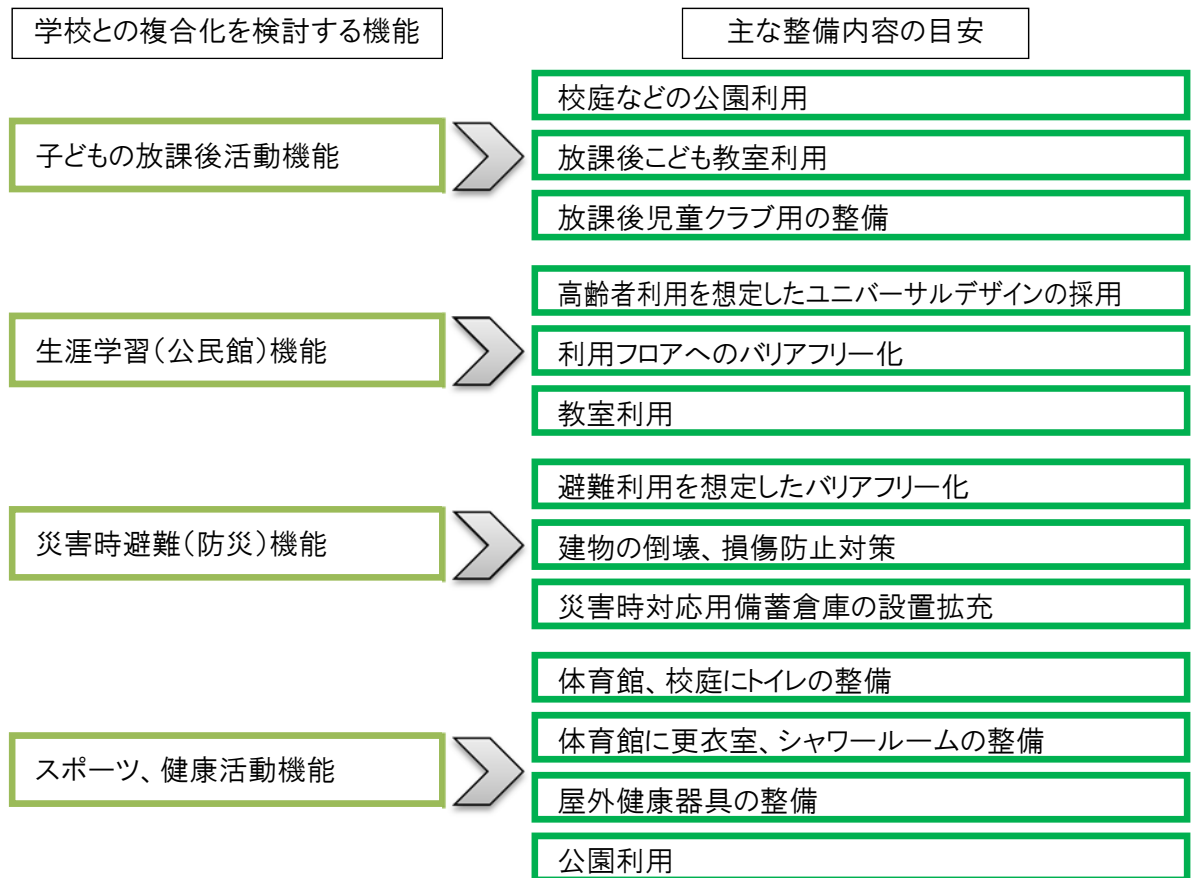 学校との複合化を検討する機能
主な整備内容の目安
子どもの放課後活動機能
校庭などの公園利用
放課後こども教室利用
放課後児童クラブ用の整備
生涯学習（公民館）機能
高齢者利用を想定したユニバーサルデザインの採用
利用フロアへのバリアフリー化
教室利用
災害時避難（防災）機能
避難利用を想定したバリアフリー化
建物の倒壊、損傷防止対策
災害時対応用備蓄倉庫の設置拡充
スポーツ、健康活動機能
体育館、校庭にトイレの整備
体育館に更衣室、シャワールームの整備
屋外健康器具の整備
公園利用